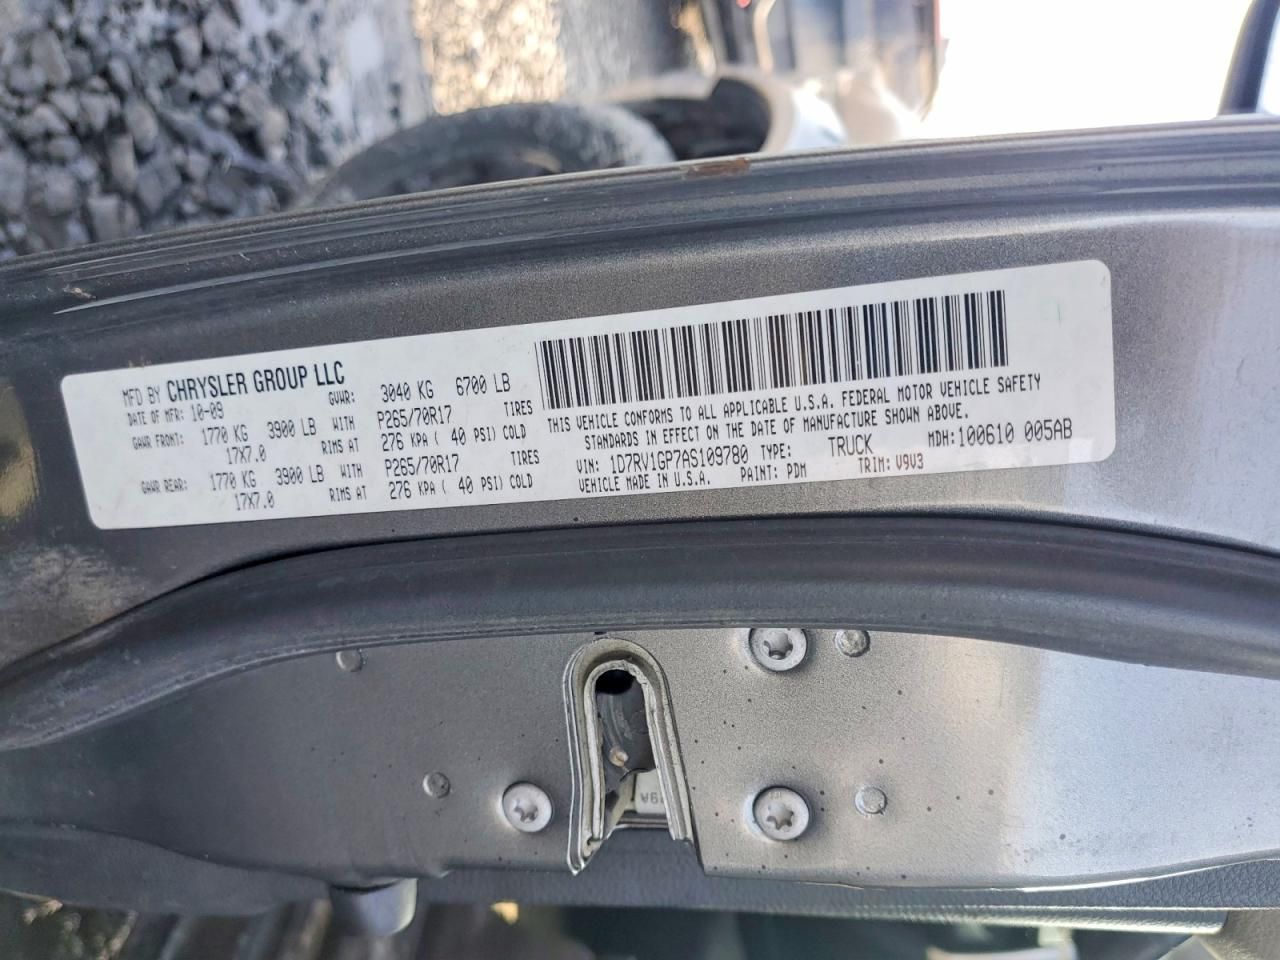 MFD BY CHRYSLER GROUP LLC
DATE OF MFR: 10-09 GVWR: 3040 KG 6700 LB
GAWR FRONT: 1770 KG 3900 LB WITH P265/70R17 TIRES
17X7.0 RIMS AT 276 KPA ( 40 PSI) COLD
GAWR REAR: 1770 KG 3900 LB WITH P265/70R17 TIRES
17X7.0 RIMS AT 276 KPA ( 40 PSI) COLD
THIS VEHICLE CONFORMS TO ALL APPLICABLE U.S.A. FEDERAL MOTOR VEHICLE SAFETY
STANDARDS IN EFFECT ON THE DATE OF MANUFACTURE SHOWN ABOVE.
VIN: 1D7RV1GP7AS109780 TYPE: TRUCK MDH:100610 005AB
VEHICLE MADE IN U.S.A. PAINT: PDM TRIM: V9V3